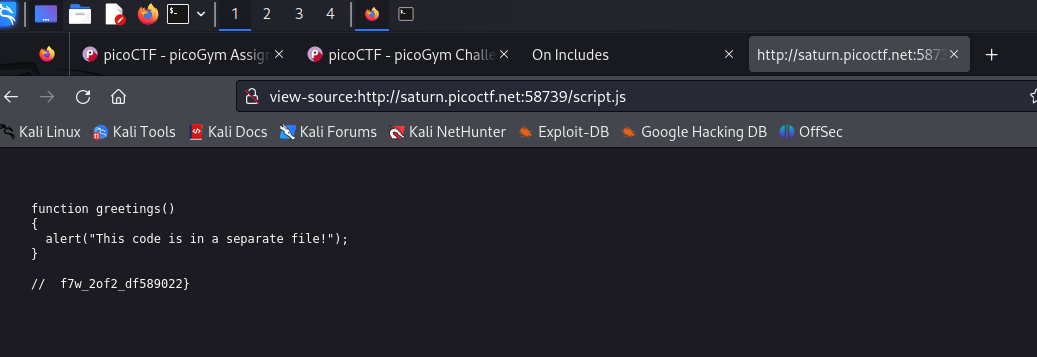 1 2 3 4
picoCTF - picoGym Assign
picoCTF - picoGym Challe
On Includes
http://saturn.picoctf.net:5873
view-source:http://saturn.picoctf.net:58739/script.js
Kali Linux Kali Tools Kali Docs Kali Forums Kali NetHunter Exploit-DB Google Hacking DB OffSec
function greetings()
{
  alert("This code is in a separate file!");
}
//  f7w_2of2_df589022}